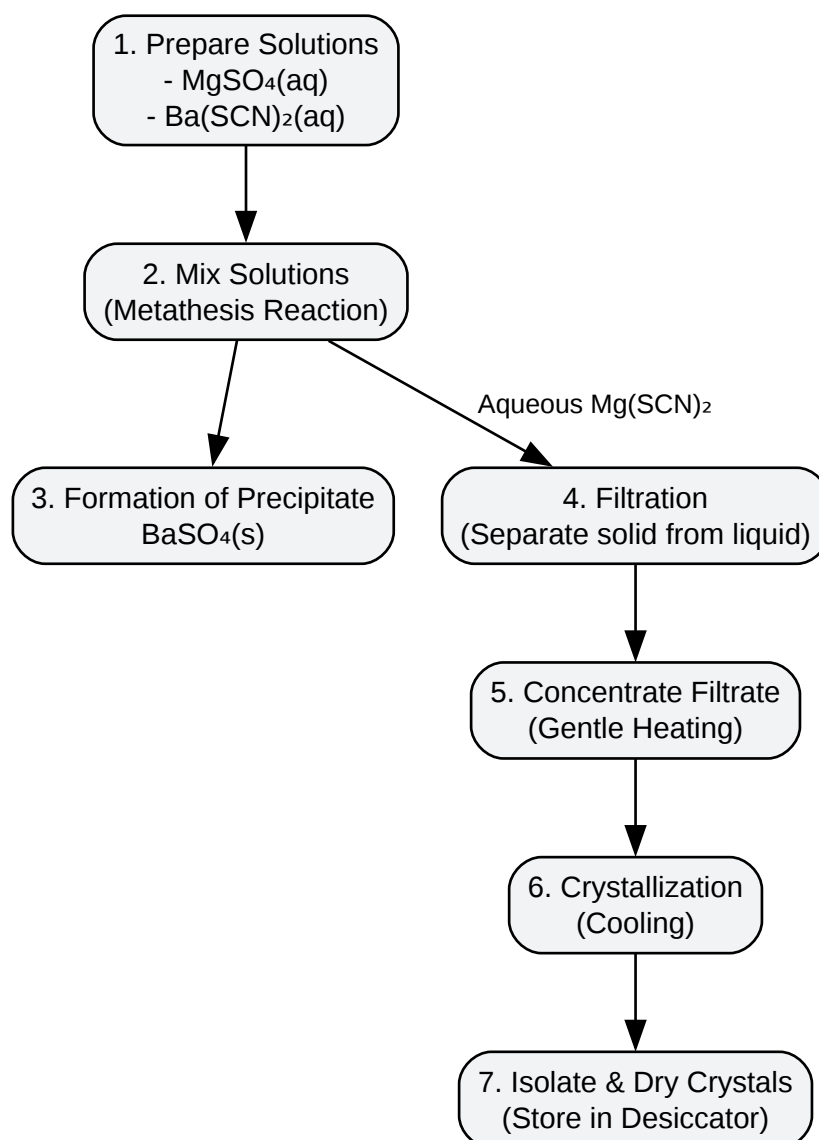 1. Prepare Solutions
- MgSO₄(aq)
- Ba(SCN)₂(aq)
2. Mix Solutions
(Metathesis Reaction)
Aqueous Mg(SCN)₂
3. Formation of Precipitate
BaSO₄(s)
4. Filtration
(Separate solid from liquid)
5. Concentrate Filtrate
(Gentle Heating)
6. Crystallization
(Cooling)
7. Isolate & Dry Crystals
(Store in Desiccator)